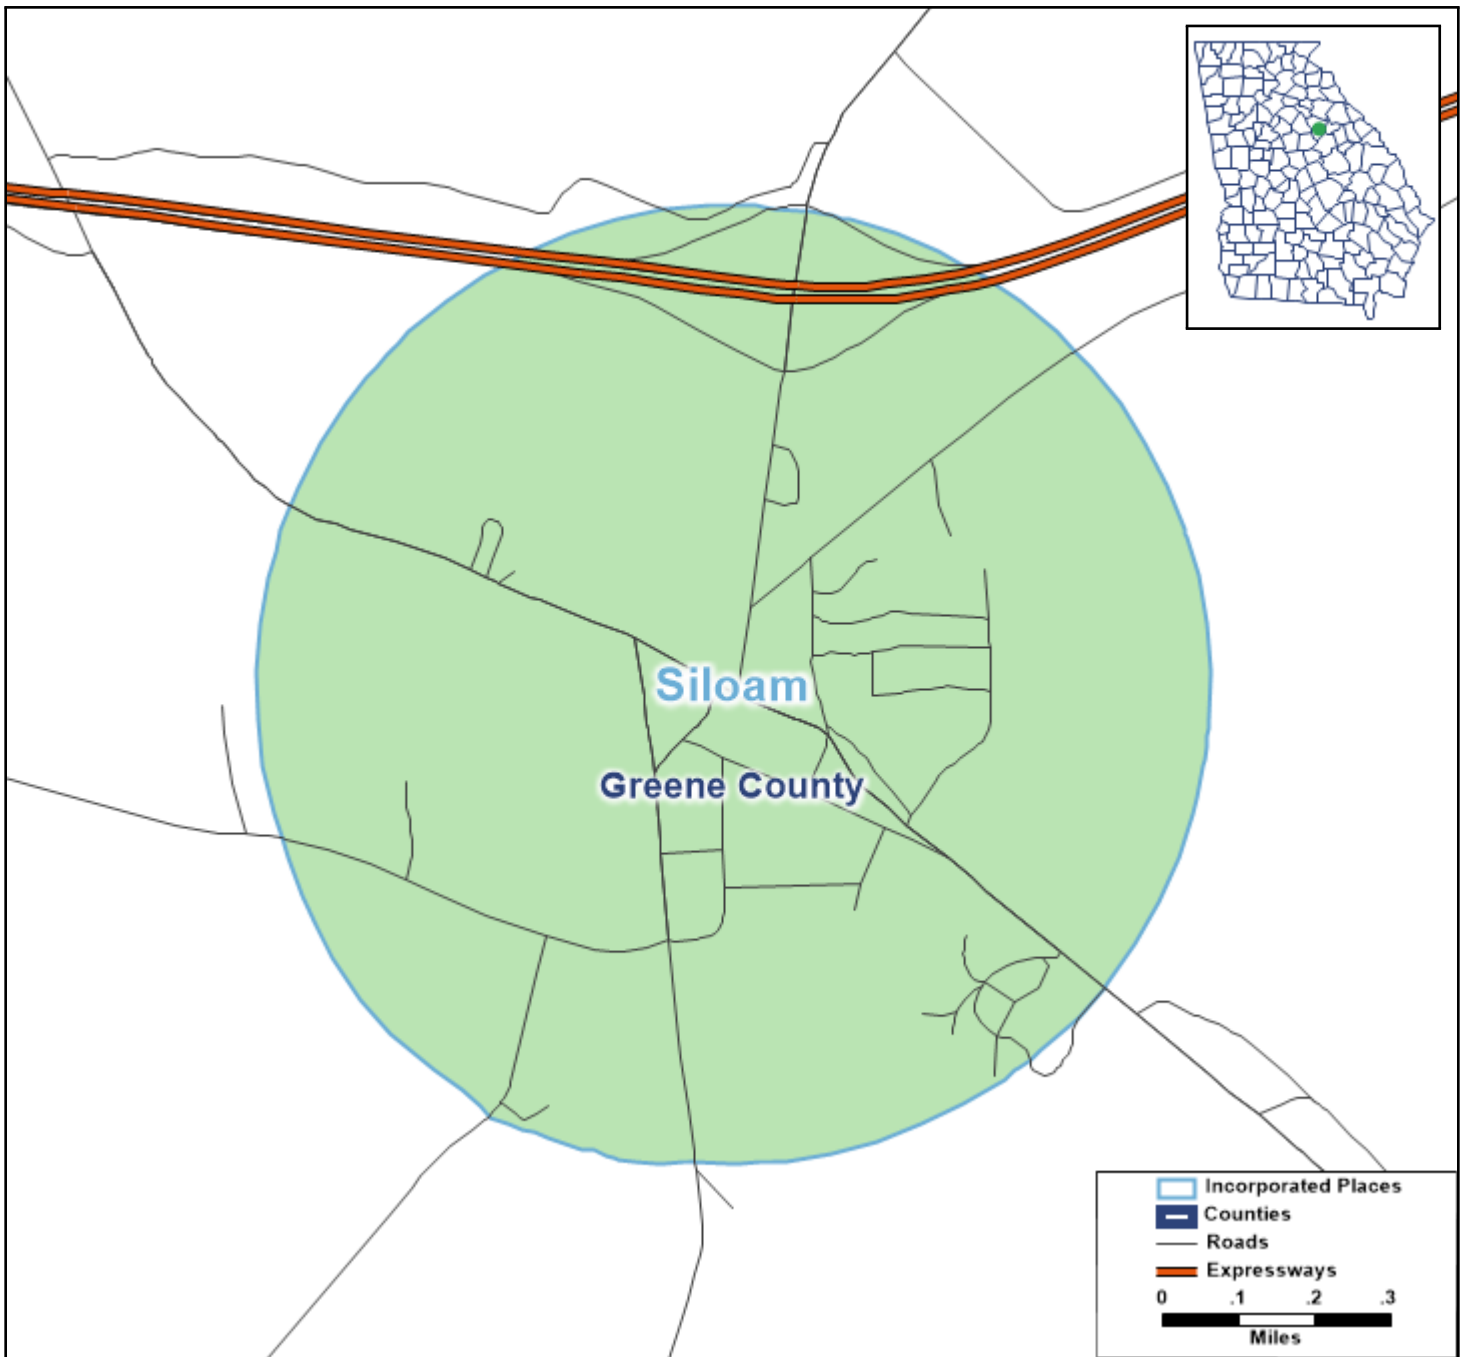 Siloam
Greene County
Incorporated Places
Counties
Roads
Expressways
0 .1 .2 .3
Miles